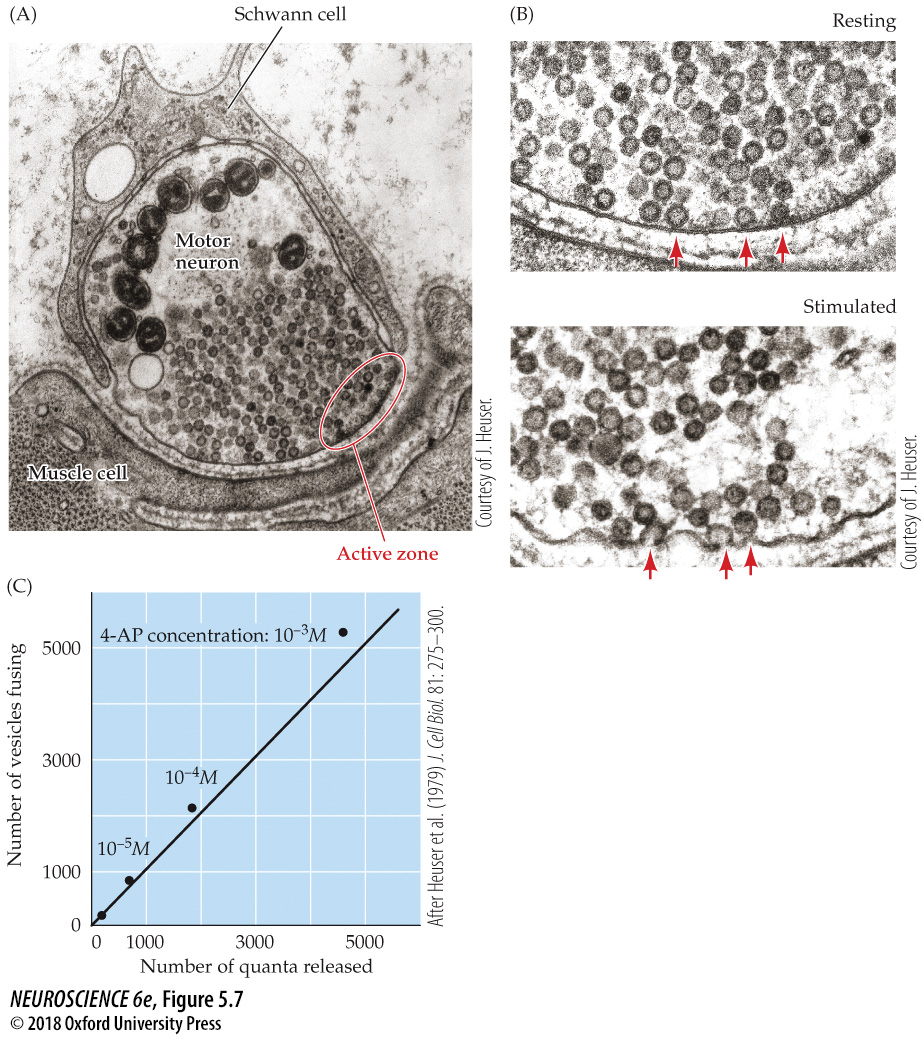 (A)
Schwann cell
Motor
neuron
Muscle cell
Active zone
Courtesy of J. Heuser.
(B)
Resting
Stimulated
Courtesy of J. Heuser.
(C)
Number of vesicles fusing
5000
3000
1000
0
4-AP concentration: 10⁻³M
10⁻⁴M
10⁻⁵M
0 1000 3000 5000
Number of quanta released
After Heuser et al. (1979) J. Cell Biol. 81: 275–300.
NEUROSCIENCE 6e, Figure 5.7
© 2018 Oxford University Press